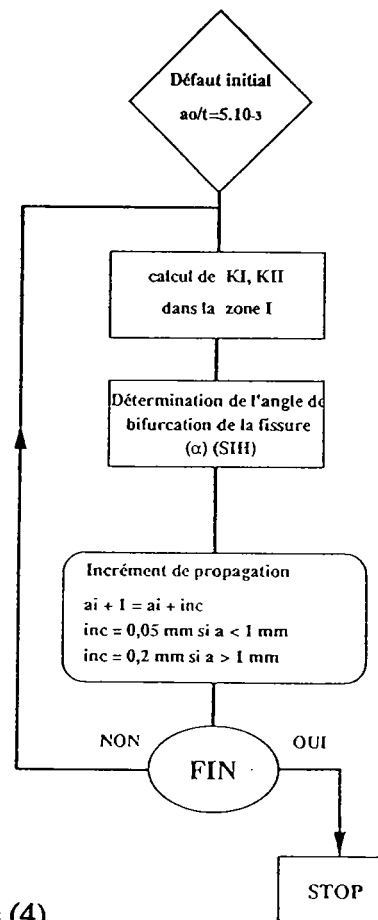 Défaut initial
ao/t=5.10-3
calcul de KI, KII
dans la zone I
Détermination de l'angle de
bifurcation de la fissure
(α) (SIH)
Incrément de propagation
ai + 1 = ai + inc
inc = 0,05 mm si a < 1 mm
inc = 0,2 mm si a > 1 mm
NON
OUI
FIN
STOP
(4)